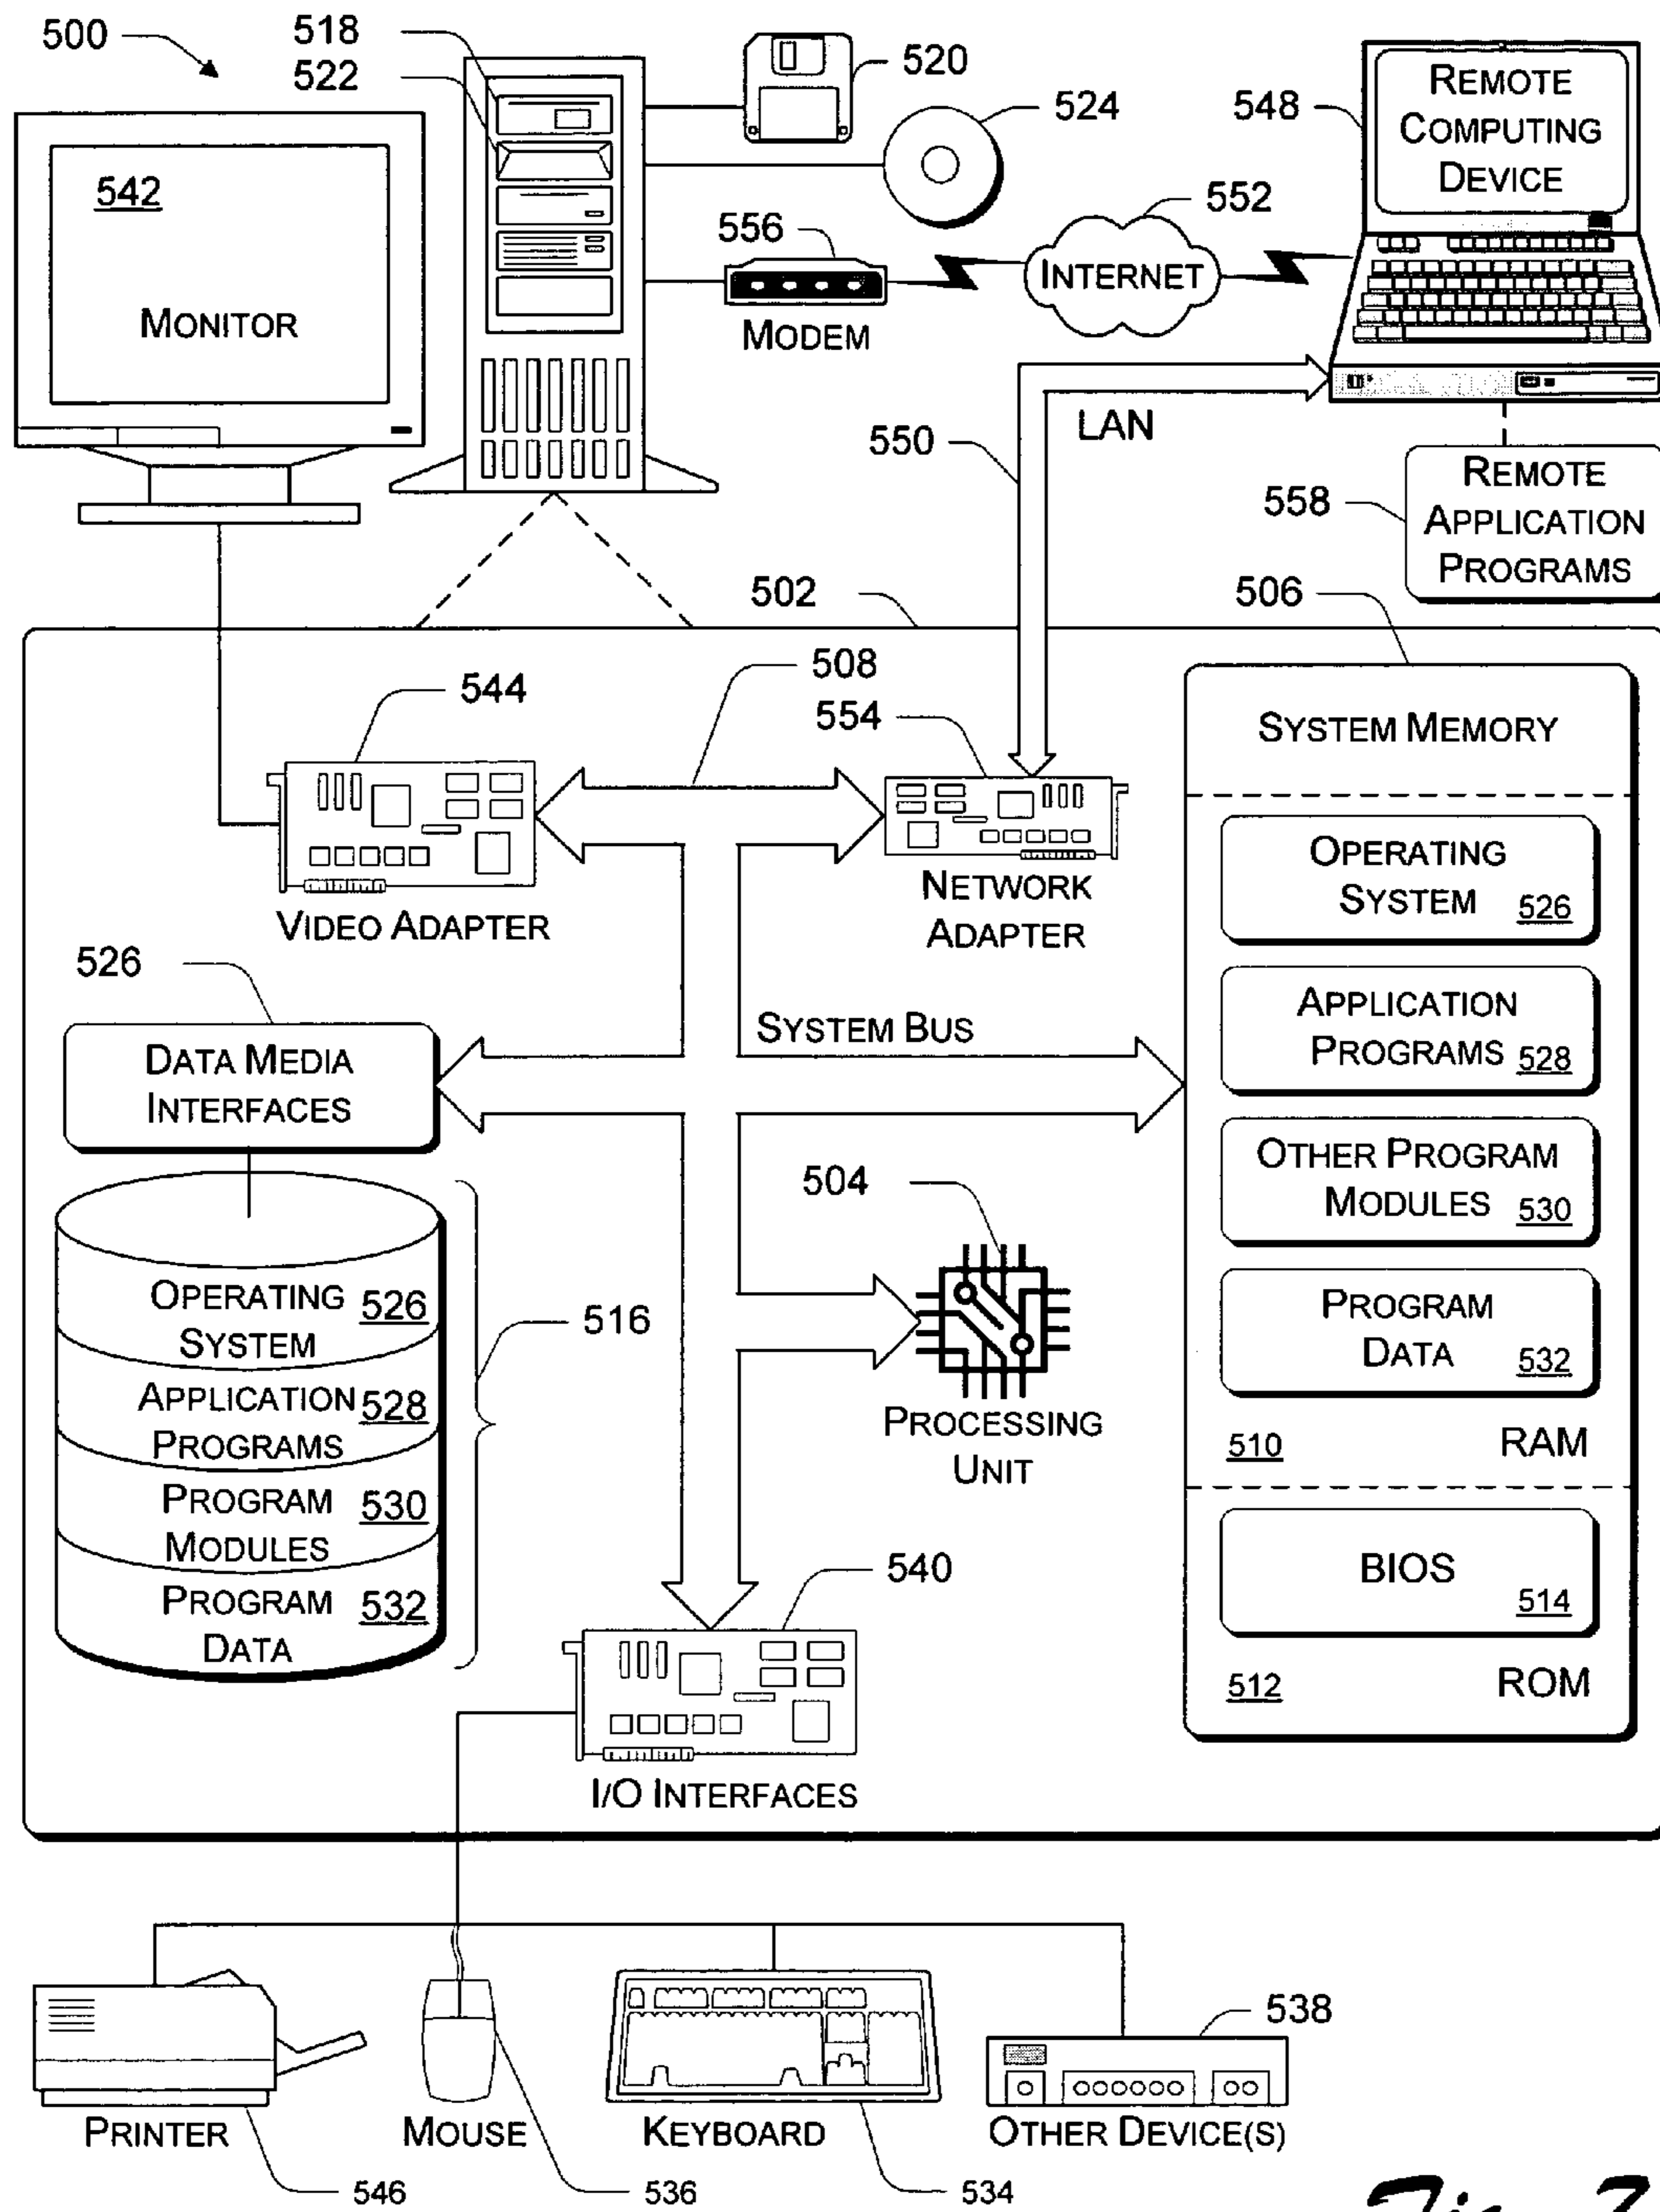 500
518
522
520
524
548
REMOTE
COMPUTING
DEVICE
542
MONITOR
556
MODEM
552
INTERNET
LAN
550
558
REMOTE
APPLICATION
PROGRAMS
502
506
508
544
554
VIDEO ADAPTER
NETWORK
ADAPTER
SYSTEM MEMORY
OPERATING
SYSTEM 526
APPLICATION
PROGRAMS 528
OTHER PROGRAM
MODULES 530
PROGRAM
DATA 532
510 RAM
BIOS
514
512 ROM
526
DATA MEDIA
INTERFACES
SYSTEM BUS
504
PROCESSING
UNIT
OPERATING 526
SYSTEM
APPLICATION 528
PROGRAMS
PROGRAM 530
MODULES
PROGRAM 532
DATA
516
540
I/O INTERFACES
PRINTER
546
MOUSE
536
KEYBOARD
534
538
OTHER DEVICE(S)
Fig. 7